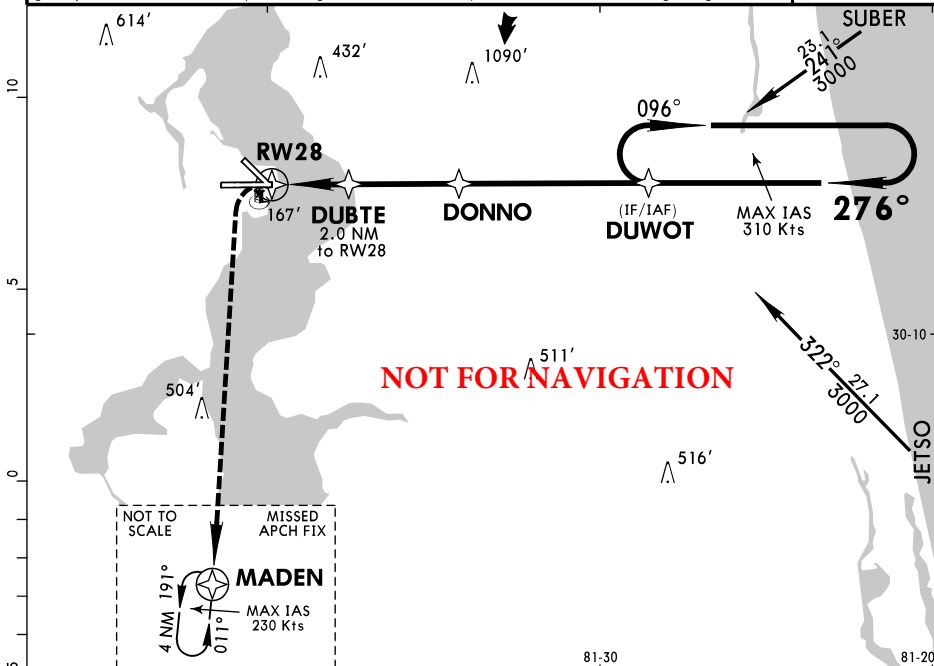 614'
432'
1090'
SUBER
23.1
241°
3000
10
096°
RW28
167'
DUBTE
2.0 NM
to RW28
DONNO
(IF/IAF)
DUWOT
MAX IAS
310 Kts
276°
5
30-10
322°
27.1
3000
511'
NOT FOR NAVIGATION
504'
JETSO
516'
0
NOT TO
SCALE
MISSED
APCH FIX
MADEN
4 NM
191°
011°
MAX IAS
230 Kts
5
81-30
81-20